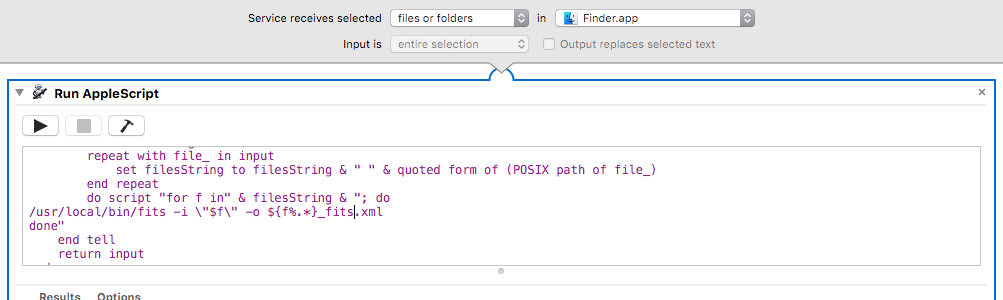 Service receives selected files or folders in Finder.app
Input is entire selection Output replaces selected text
Run AppleScript
repeat with file_ in input
set filesString to filesString & " " & quoted form of (POSIX path of file_)
end repeat
do script "for f in" & filesString & "; do
/usr/local/bin/fits -i \"$f\" -o ${f%.*}_fits.xml
done"
end tell
return input
Results Options